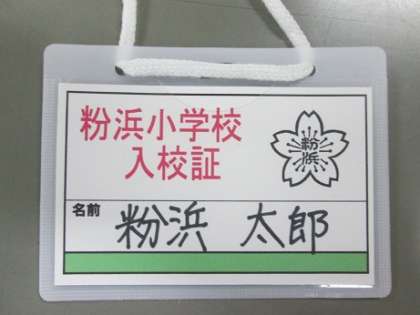 粉浜小学校
入校証
粉浜
名前 粉浜 太郎